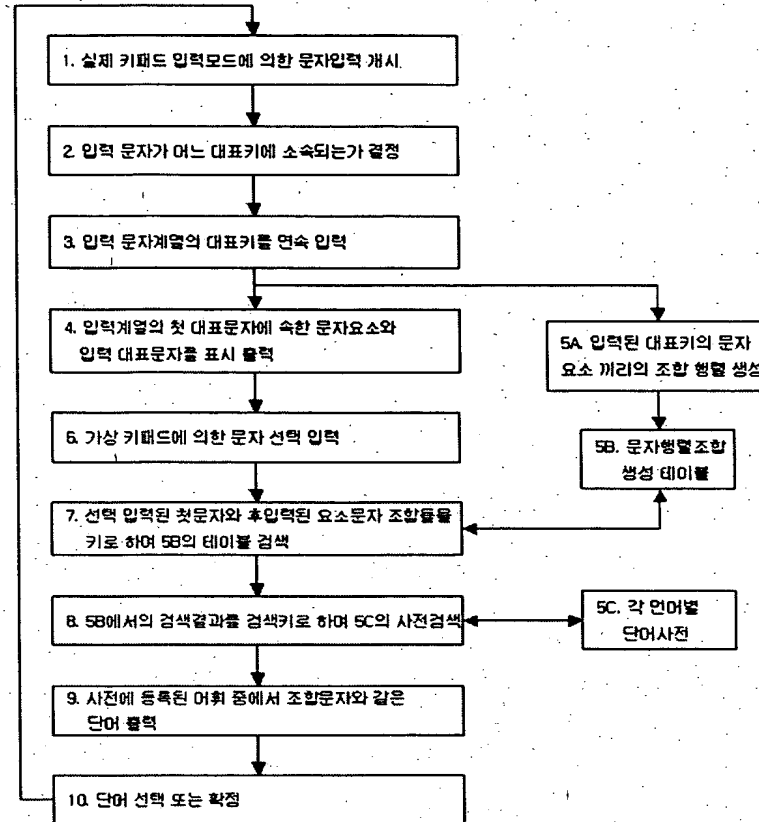 1. 실제 키패드 입력모드에 의한 문자입력 개시
2. 입력 문자가 어느 대표키에 소속되는가 결정
3. 입력 문자계열의 대표키를 연속 입력
4. 입력계열의 첫 대표문자에 속한 문자요소와
입력 대표문자를 표시 출력
5A. 입력된 대표키의 문자
요소 끼리의 조합 행렬 생성
5B. 문자행렬조합
생성 테이블
6. 가상 키패드에 의한 문자 선택 입력
7. 선택 입력된 첫문자와 후입력된 요소문자 조합들을
키로 하여 5B의 테이블 검색
8. 5B에서의 검색결과를 검색키로 하여 5C의 사전검색
5C. 각 언어별
단어사전
9. 사전에 등록된 어휘 중에서 조합문자와 같은
단어 출력
10. 단어 선택 또는 확정